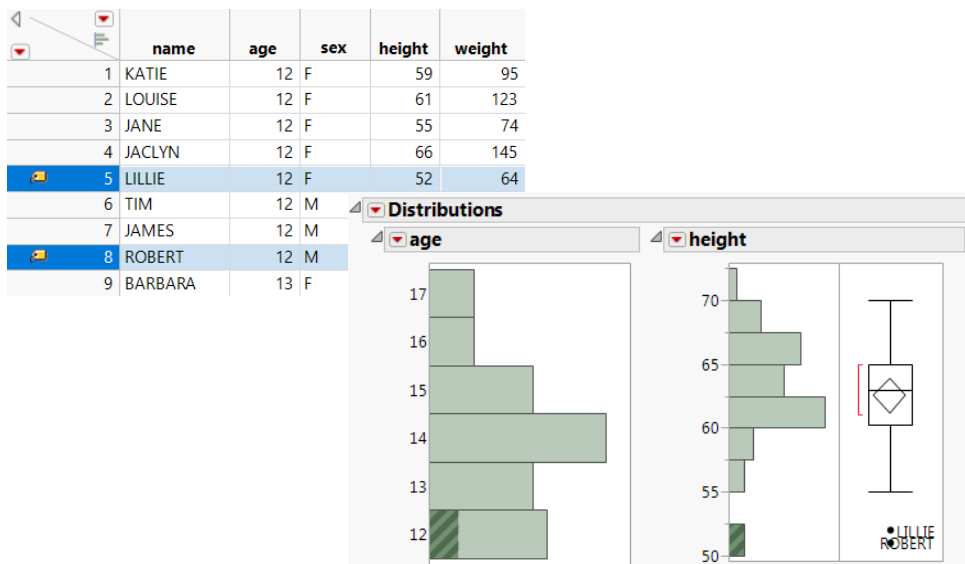 name age sex height weight
1 KATIE 12 F 59 95
2 LOUISE 12 F 61 123
3 JANE 12 F 55 74
4 JACLYN 12 F 66 145
5 LILLIE 12 F 52 64
6 TIM 12 M
7 JAMES 12 M
8 ROBERT 12 M
9 BARBARA 13 F
Distributions
age
17
16
15
14
13
12
height
70
65
60
55
50
LILLIE
ROBERT